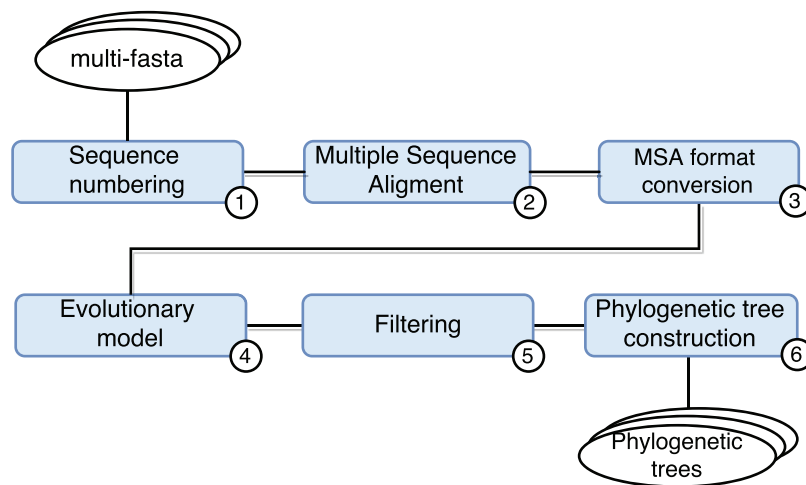 multi-fasta
Sequence
numbering
1
Multiple Sequence
Aligment
2
MSA format
conversion
3
Evolutionary
model
4
Filtering
5
Phylogenetic tree
construction
6
Phylogenetic
trees